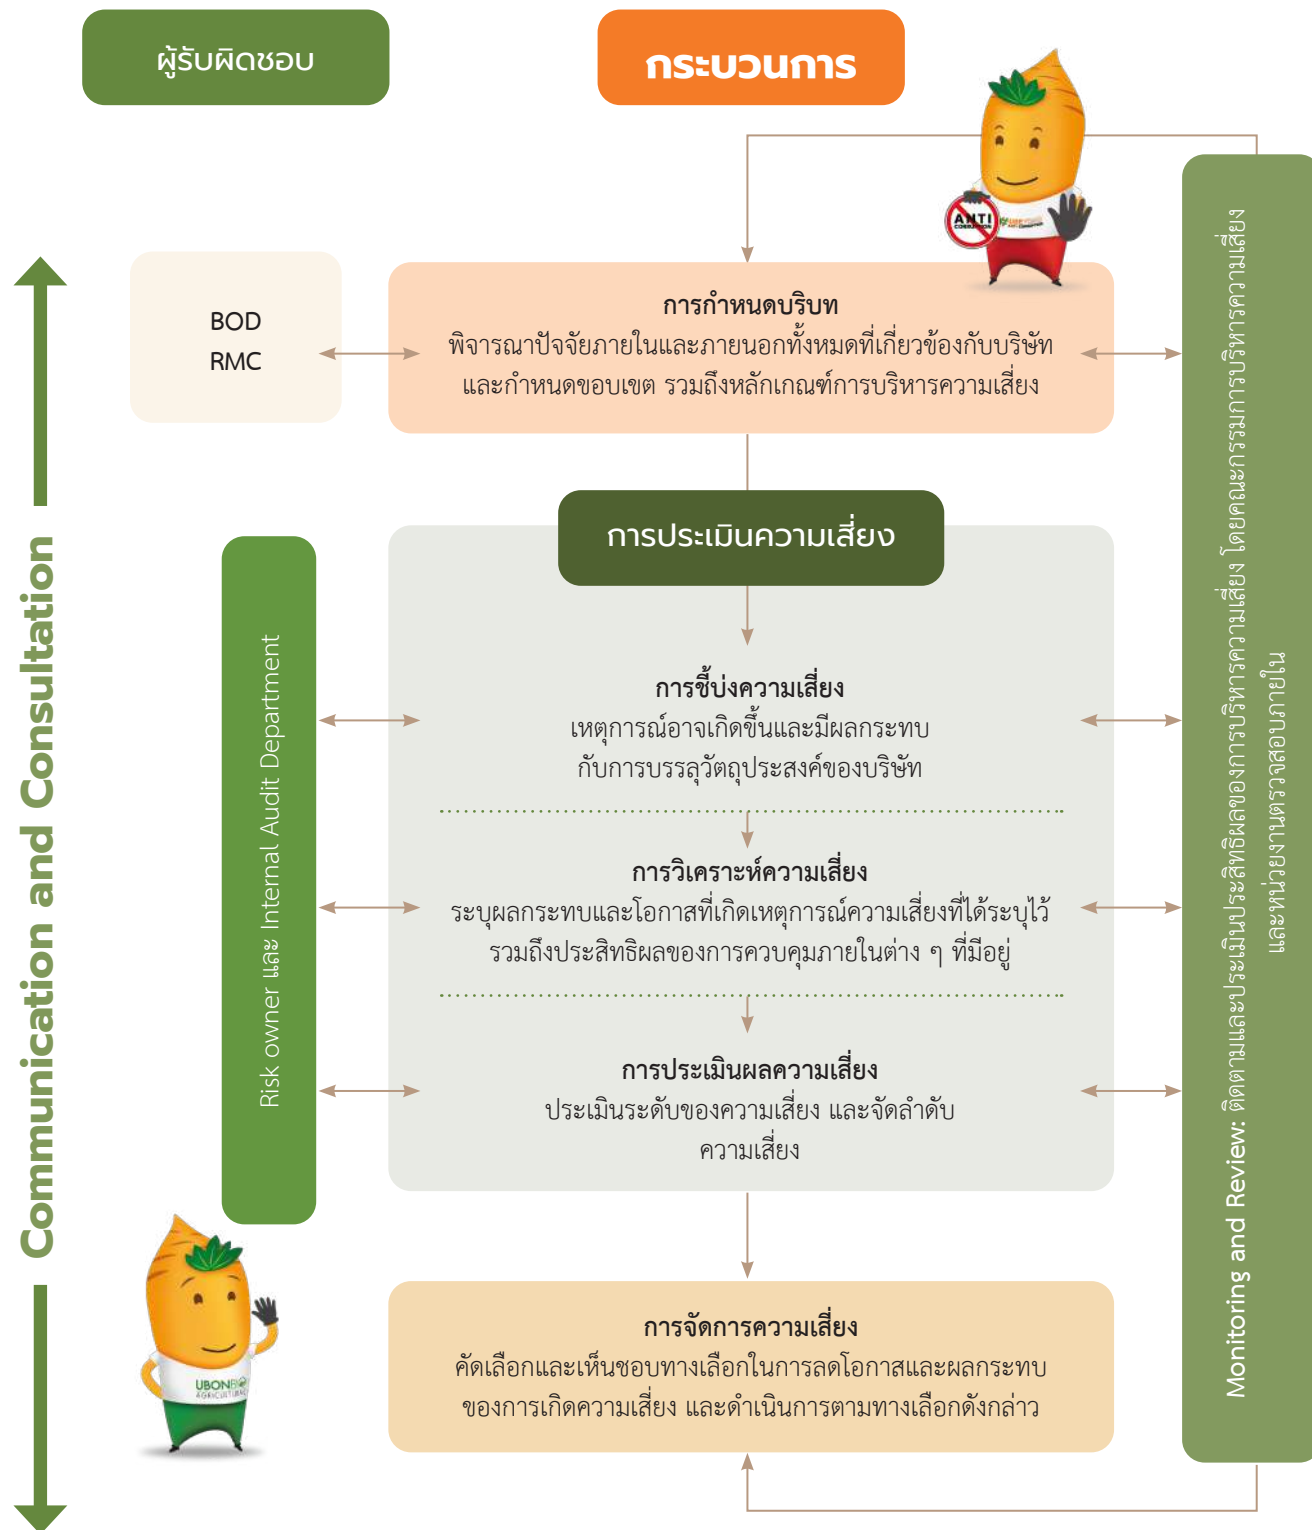 ผู้รับผิดชอบ
กระบวนการ
ANTI
CORRUPTION
BOD
RMC
การกำหนดบริบท
พิจารณาปัจจัยภายในและภายนอกทั้งหมดที่เกี่ยวข้องกับบริษัท
และกำหนดขอบเขต รวมถึงหลักเกณฑ์การบริหารความเสี่ยง
การประเมินความเสี่ยง
การชี้บ่งความเสี่ยง
เหตุการณ์อาจเกิดขึ้นและมีผลกระทบ
กับการบรรลุวัตถุประสงค์ของบริษัท
การวิเคราะห์ความเสี่ยง
ระบุผลกระทบและโอกาสที่เกิดเหตุการณ์ความเสี่ยงที่ได้ระบุไว้
รวมถึงประสิทธิผลของการควบคุมภายในต่าง ๆ ที่มีอยู่
การประเมินผลความเสี่ยง
ประเมินระดับของความเสี่ยง และจัดลำดับ
ความเสี่ยง
การจัดการความเสี่ยง
คัดเลือกและเห็นชอบทางเลือกในการลดโอกาสและผลกระทบ
ของการเกิดความเสี่ยง และดำเนินการตามทางเลือกดังกล่าว
Communication and Consultation
Risk owner และ Internal Audit Department
Monitoring and Review: ติดตามและประเมินประสิทธิผลของการบริหารความเสี่ยง โดยคณะกรรมการบริหารความเสี่ยง
และหน่วยงานตรวจสอบภายใน
UBONBIO
AGRICULTURAL